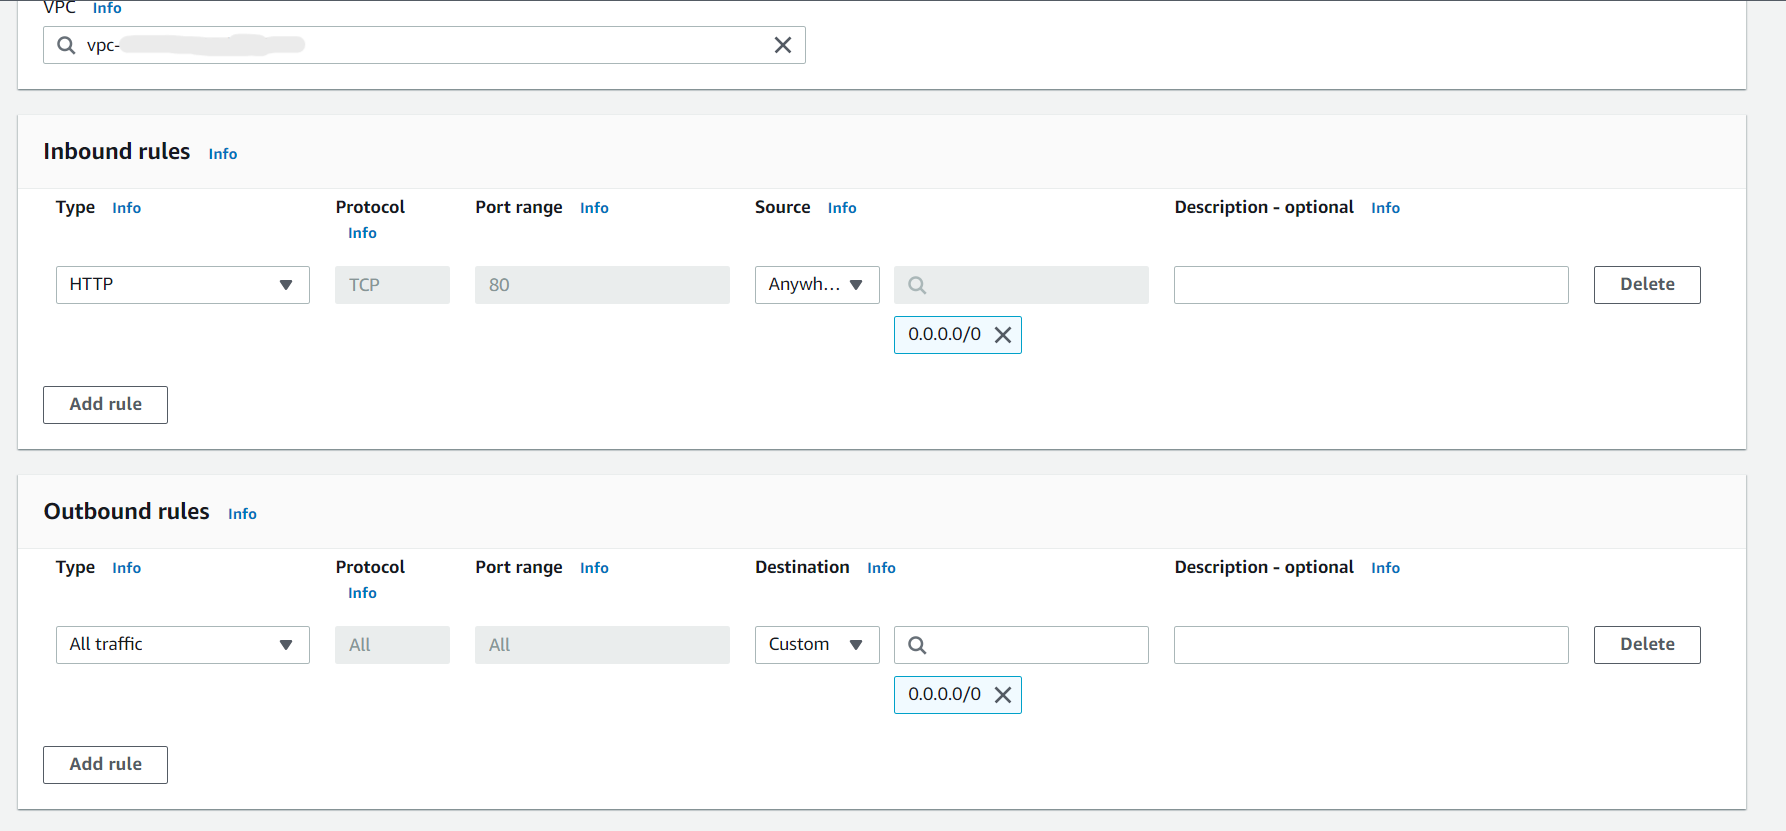 VPC Info
vpc-
Inbound rules Info
Type Info Protocol Info Port range Info Source Info Description - optional Info
HTTP TCP 80 Anywh... Delete
0.0.0.0/0
Add rule
Outbound rules Info
Type Info Protocol Info Port range Info Destination Info Description - optional Info
All traffic All All Custom Delete
0.0.0.0/0
Add rule